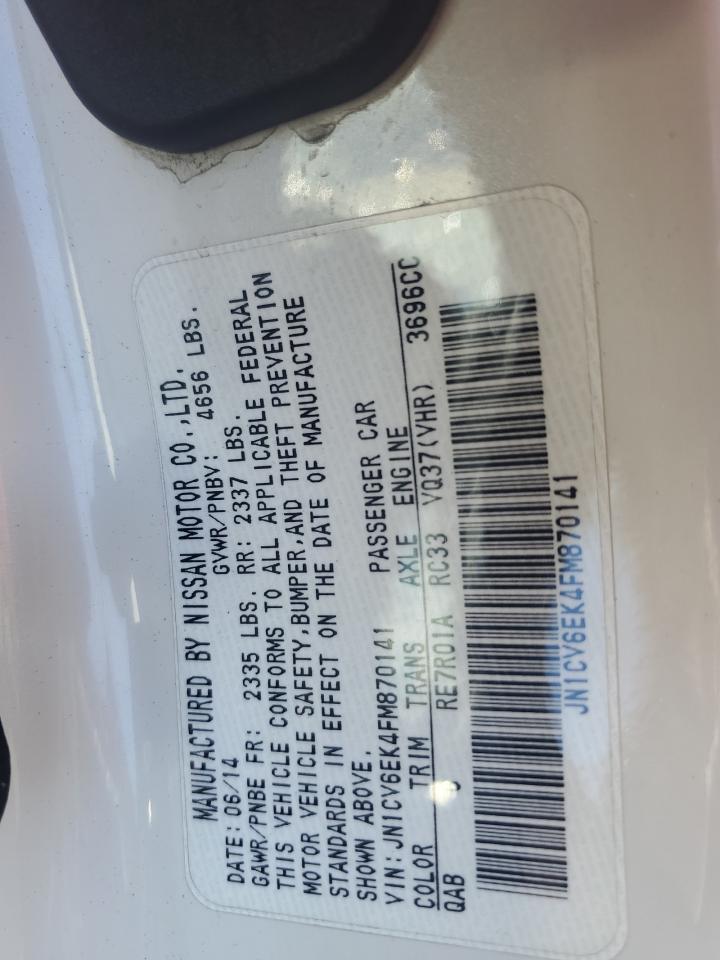 MANUFACTURED BY NISSAN MOTOR CO.,LTD.
DATE: 06/14 GVWR/PNBV: 4656 LBS.
GAWR/PNBE FR: 2335 LBS. RR: 2337 LBS.
THIS VEHICLE CONFORMS TO ALL APPLICABLE FEDERAL
MOTOR VEHICLE SAFETY,BUMPER,AND THEFT PREVENTION
STANDARDS IN EFFECT ON THE DATE OF MANUFACTURE
SHOWN ABOVE.
VIN:JN1CV6EK4FM870141 PASSENGER CAR
COLOR TRIM TRANS AXLE ENGINE
QAB RE7R01A RC33 VQ37(VHR) 3696CC
JN1CV6EK4FM870141